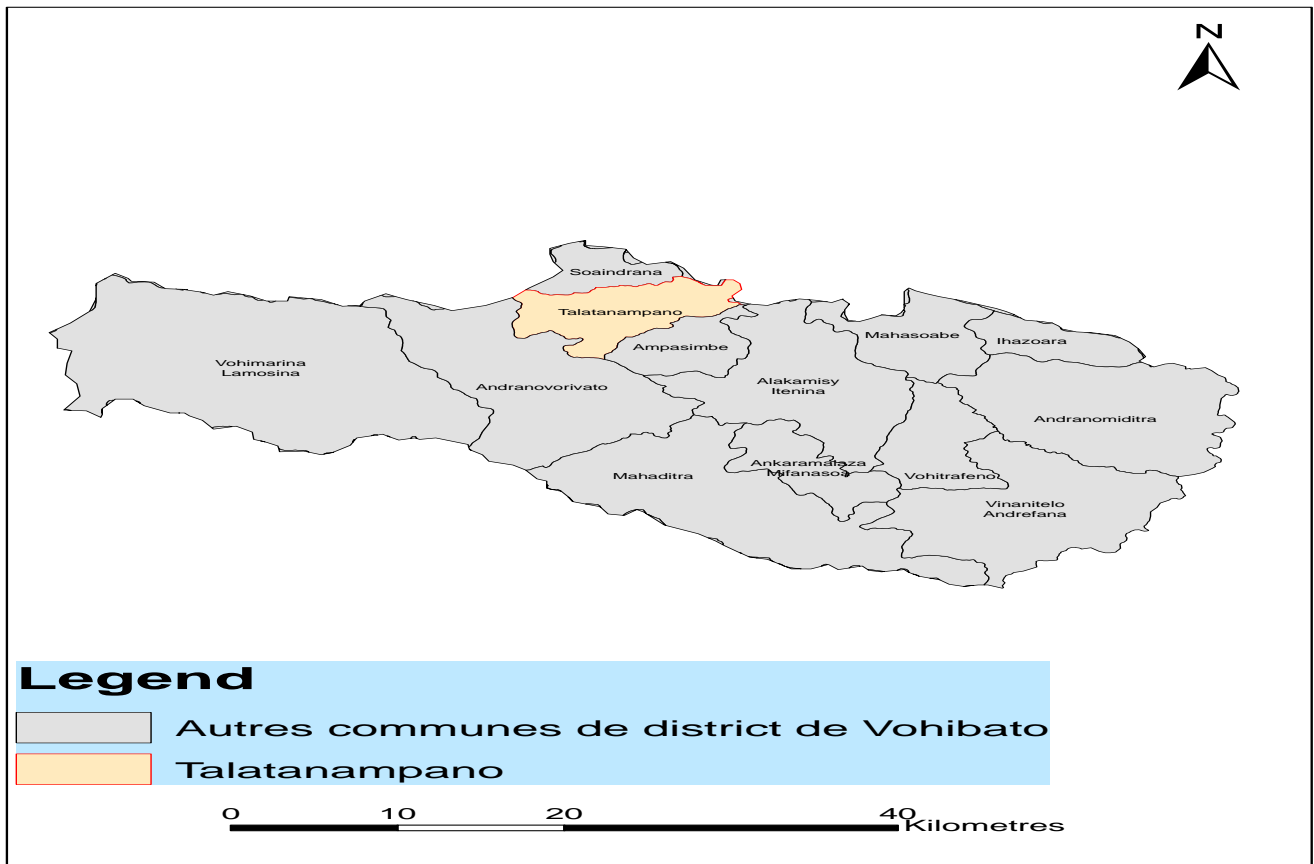 N
Soaindrana
Talatanampano
Mahasoabe
Ihazoara
Ampasimbe
Vohimarina
Lamosina
Andranovorivato
Alakamisy
Itenina
Andranomiditra
Mahaditra
Ankaramalaza
Mifanasoa
Vohitrafeno
Vinanitelo
Andrefana
Legend
Autres communes de district de Vohibato
Talatanampano
0 10 20 40
Kilometres